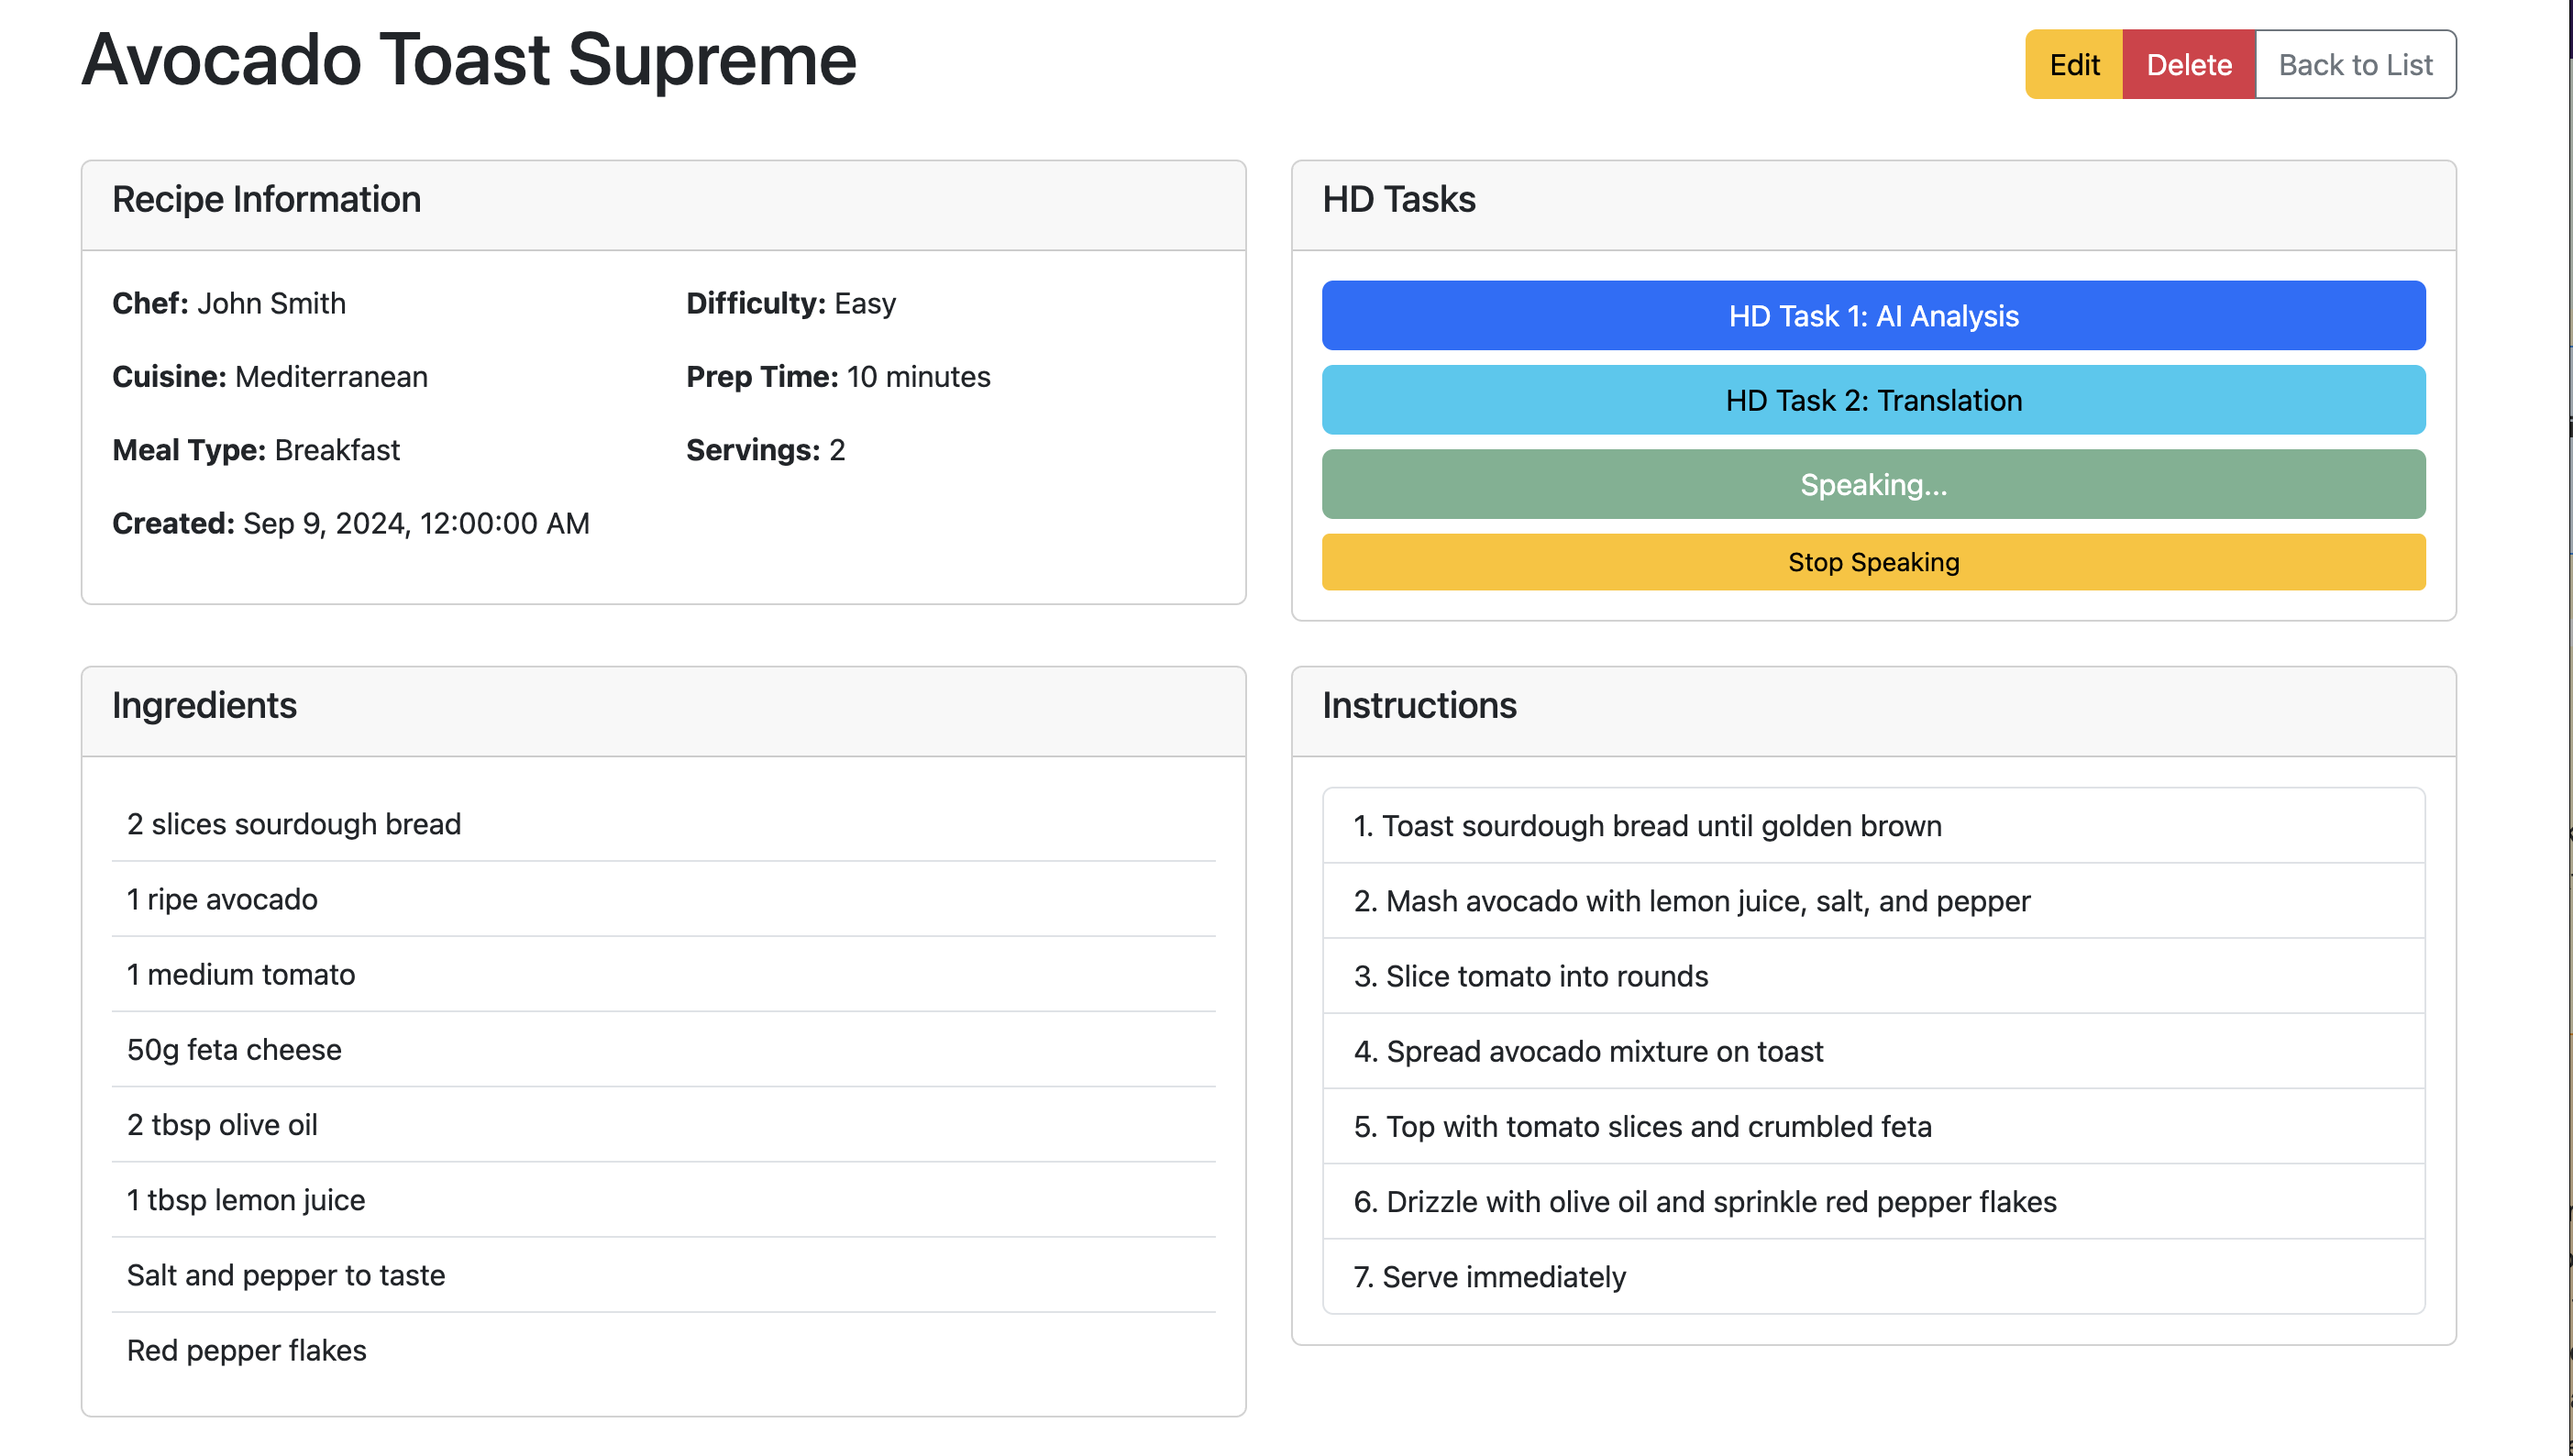 Avocado Toast Supreme
Edit
Delete
Back to List
Recipe Information
Chef: John Smith
Cuisine: Mediterranean
Meal Type: Breakfast
Created: Sep 9, 2024, 12:00:00 AM
Difficulty: Easy
Prep Time: 10 minutes
Servings: 2
HD Tasks
HD Task 1: AI Analysis
HD Task 2: Translation
Speaking...
Stop Speaking
Ingredients
2 slices sourdough bread
1 ripe avocado
1 medium tomato
50g feta cheese
2 tbsp olive oil
1 tbsp lemon juice
Salt and pepper to taste
Red pepper flakes
Instructions
1. Toast sourdough bread until golden brown
2. Mash avocado with lemon juice, salt, and pepper
3. Slice tomato into rounds
4. Spread avocado mixture on toast
5. Top with tomato slices and crumbled feta
6. Drizzle with olive oil and sprinkle red pepper flakes
7. Serve immediately